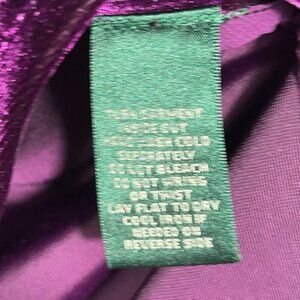 TURN GARMENT
INSIDE OUT
HAND WASH COLD
SEPARATELY
DO NOT BLEACH
DO NOT WRING
OR TWIST
LAY FLAT TO DRY
COOL IRON IF
NEEDED ON
REVERSE SIDE